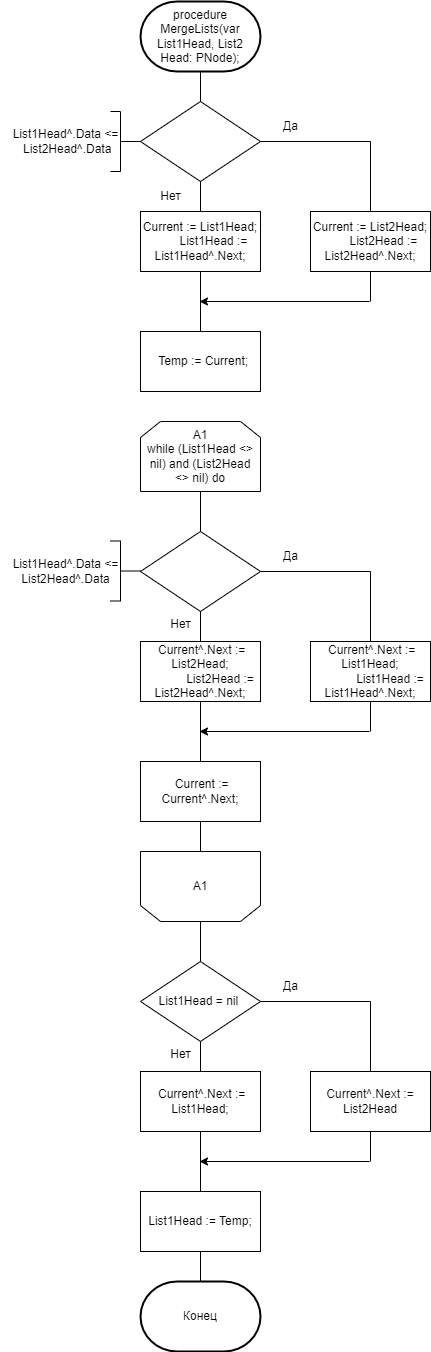 procedure
MergeLists(var
List1Head, List2
Head: PNode);
List1Head^.Data <=
List2Head^.Data
Да
Нет
Current := List1Head;
List1Head :=
List1Head^.Next;
Current := List2Head;
List2Head :=
List2Head^.Next;
Temp := Current;
A1
while (List1Head <>
nil) and (List2Head
<> nil) do
List1Head^.Data <=
List2Head^.Data
Да
Нет
Current^.Next :=
List2Head;
List2Head :=
List2Head^.Next;
Current^.Next :=
List1Head;
List1Head :=
List1Head^.Next;
Current :=
Current^.Next;
A1
List1Head = nil
Да
Нет
Current^.Next :=
List1Head;
Current^.Next :=
List2Head
List1Head := Temp;
Конец